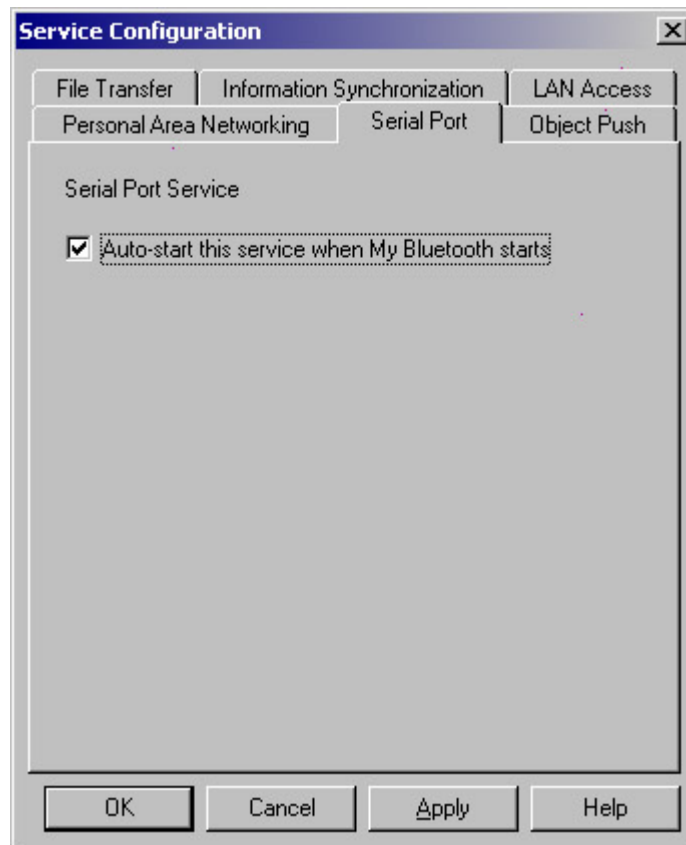 Service Configuration
File Transfer Information Synchronization LAN Access
Personal Area Networking Serial Port Object Push
Serial Port Service
Auto-start this service when My Bluetooth starts
OK Cancel Apply Help